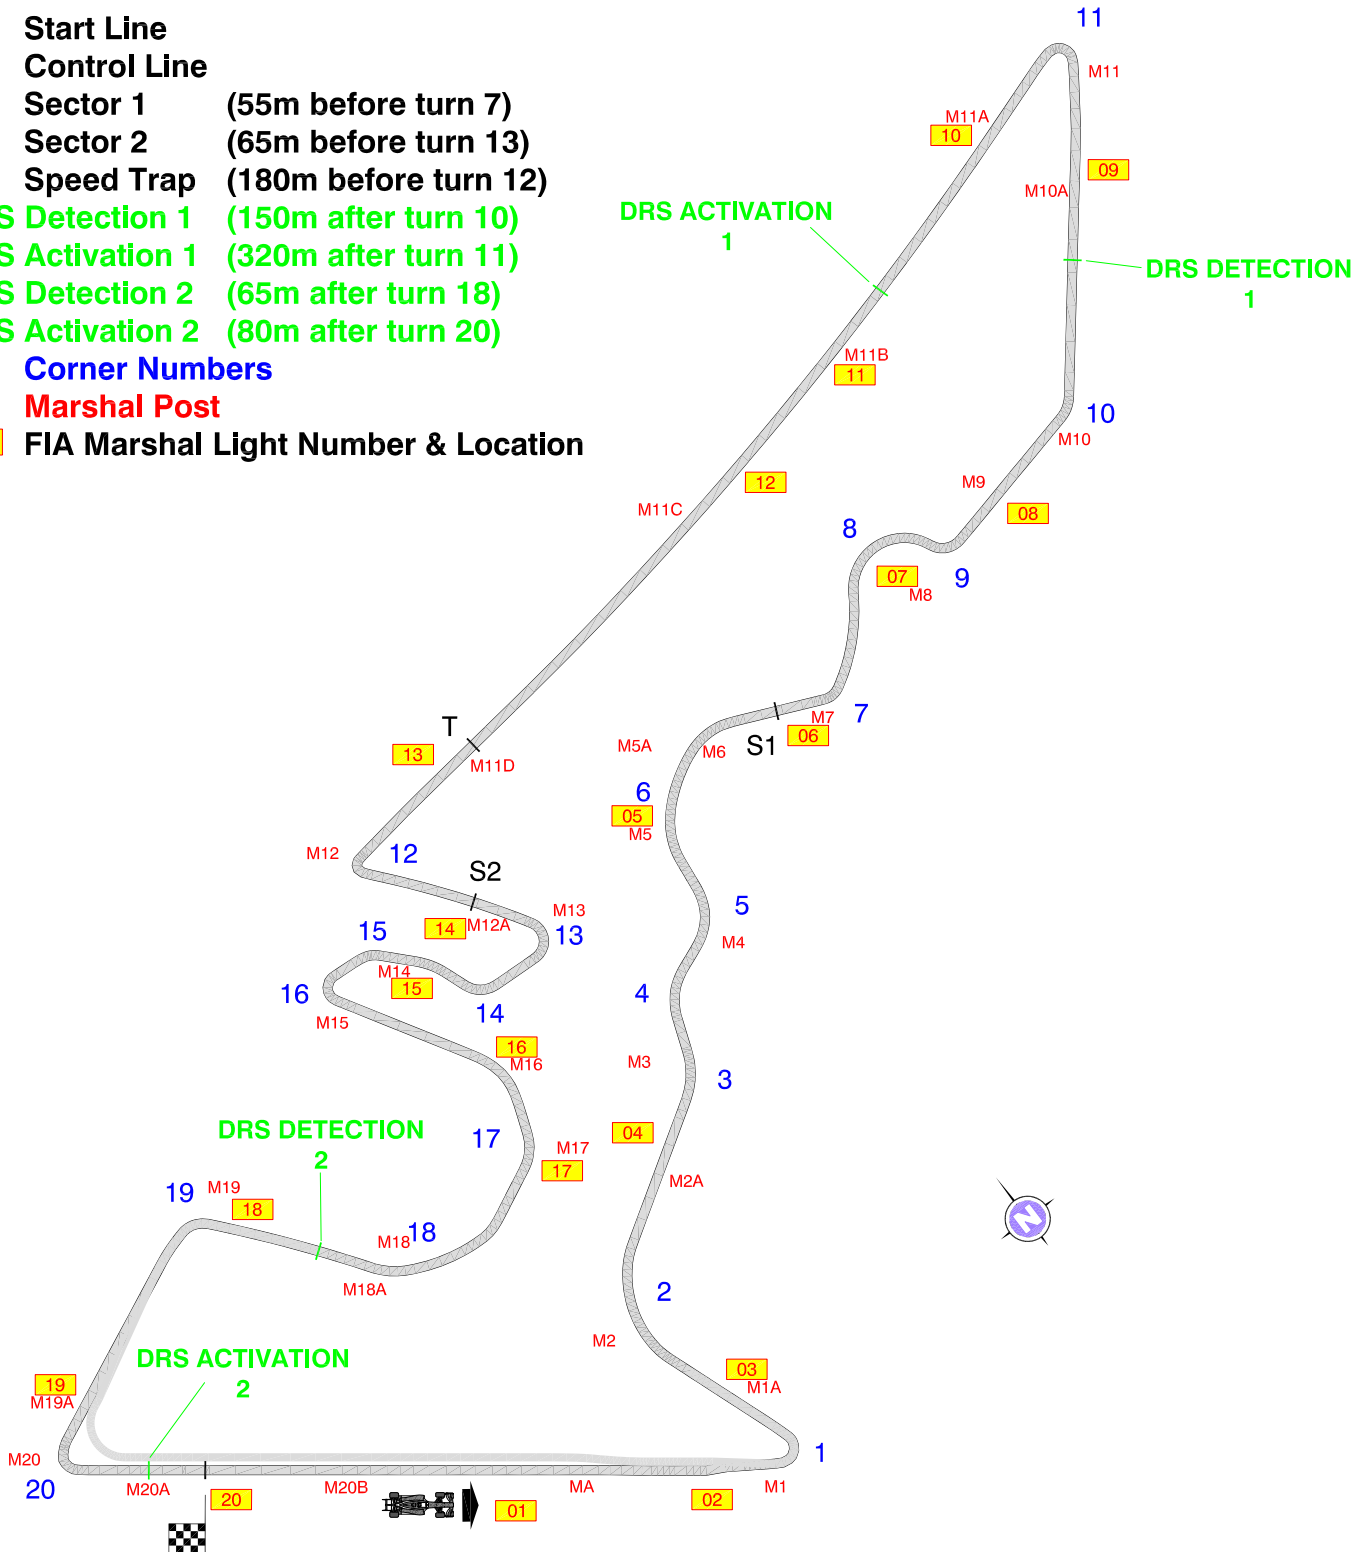 Start Line
Control Line
Sector 1 (55m before turn 7)
Sector 2 (65m before turn 13)
Speed Trap (180m before turn 12)
S Detection 1 (150m after turn 10)
S Activation 1 (320m after turn 11)
S Detection 2 (65m after turn 18)
S Activation 2 (80m after turn 20)
Corner Numbers
Marshal Post
FIA Marshal Light Number & Location
11
M11
M11A
10
09
M10A
DRS ACTIVATION
1
DRS DETECTION
1
M11B
11
10
M10
12
M9
08
M11C
8
07
M8
9
T
13
M11D
M5A
M6
S1
M7
06
7
6
05
M5
M12
12
S2
14
M12A
M13
13
5
M4
15
M14
15
16
M15
14
4
16
M16
M3
3
DRS DETECTION
2
17
M17
17
04
M2A
19
M19
18
M18
18
M18A
N
2
M2
DRS ACTIVATION
2
03
M1A
19
M19A
M20
20
M20A
20
M20B
01
MA
02
M1
1